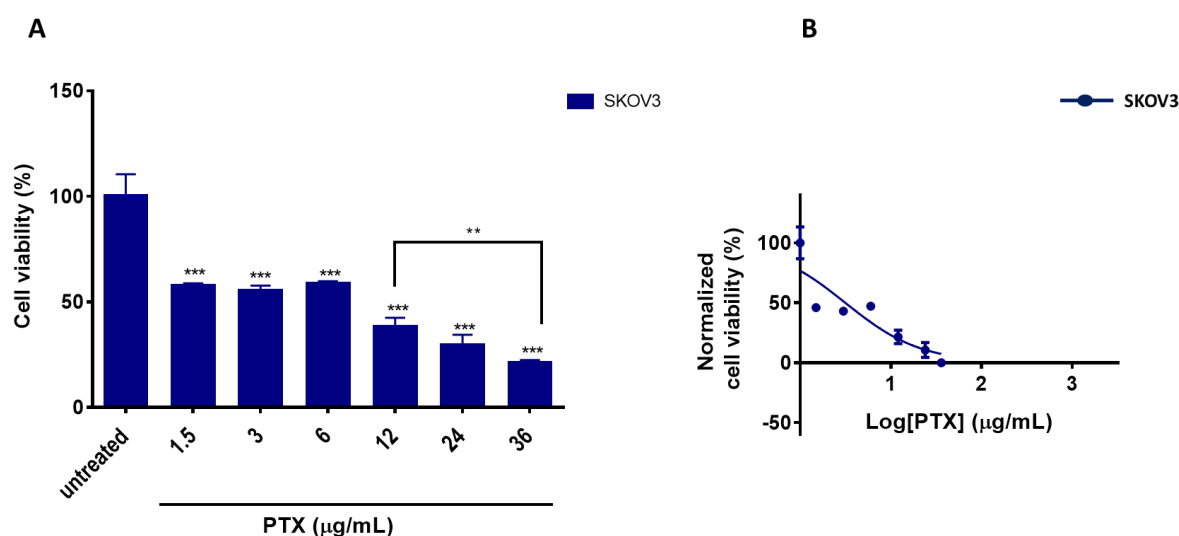 A
B
SKOV3
SKOV3
Cell viability (%)
150
100
50
0
***
***
***
***
***
***
**
untreated
1.5
3
6
12
24
36
PTX (μg/mL)
Normalized
cell viability (%)
100
50
0
-50
1
2
3
Log[PTX] (μg/mL)